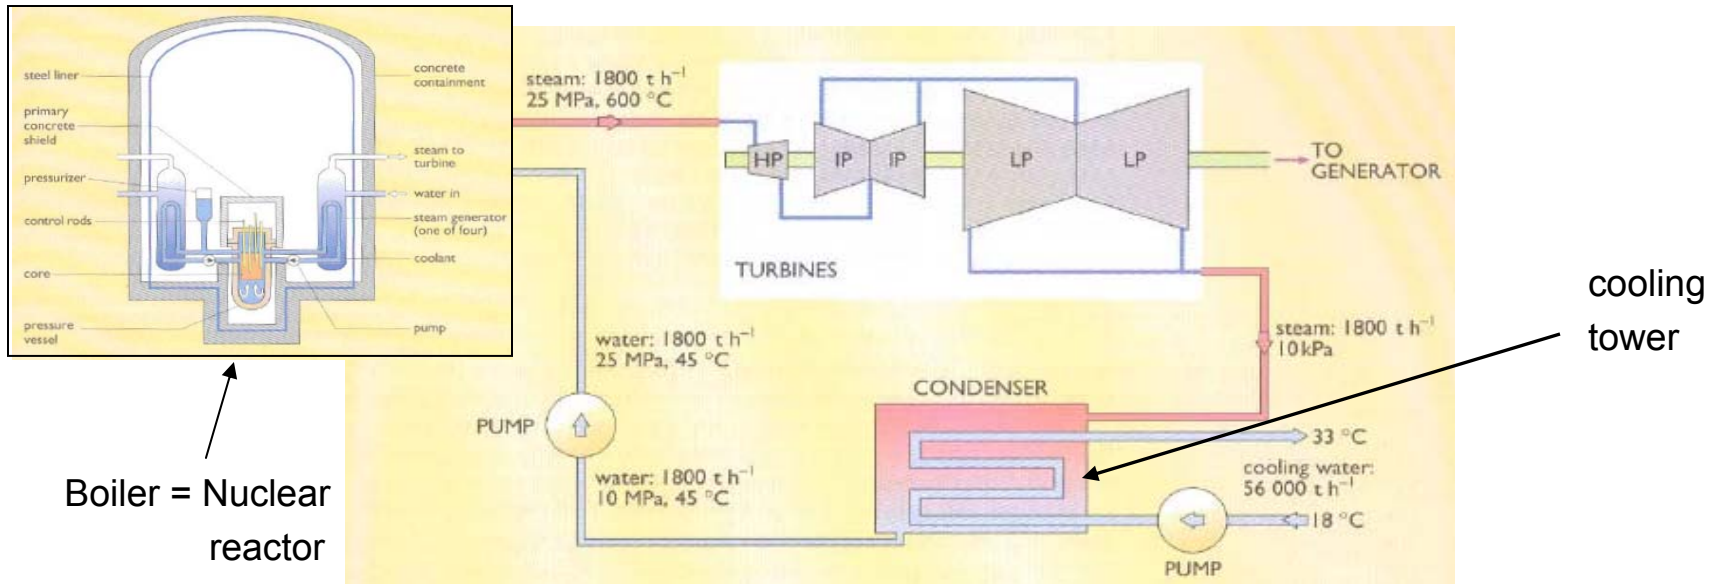 steel liner
primary
concrete
shield
pressurizer
control rods
core
pressure
vessel
concrete
containment
steam to
turbine
water in
steam generator
(one of four)
coolant
pump
Boiler = Nuclear
reactor
steam: 1800 t h⁻¹
25 MPa, 600 °C
HP
IP
IP
LP
LP
TO
GENERATOR
TURBINES
water: 1800 t h⁻¹
25 MPa, 45 °C
PUMP
water: 1800 t h⁻¹
10 MPa, 45 °C
CONDENSER
steam: 1800 t h⁻¹
10 kPa
33 °C
cooling water:
56 000 t h⁻¹
18 °C
PUMP
cooling
tower